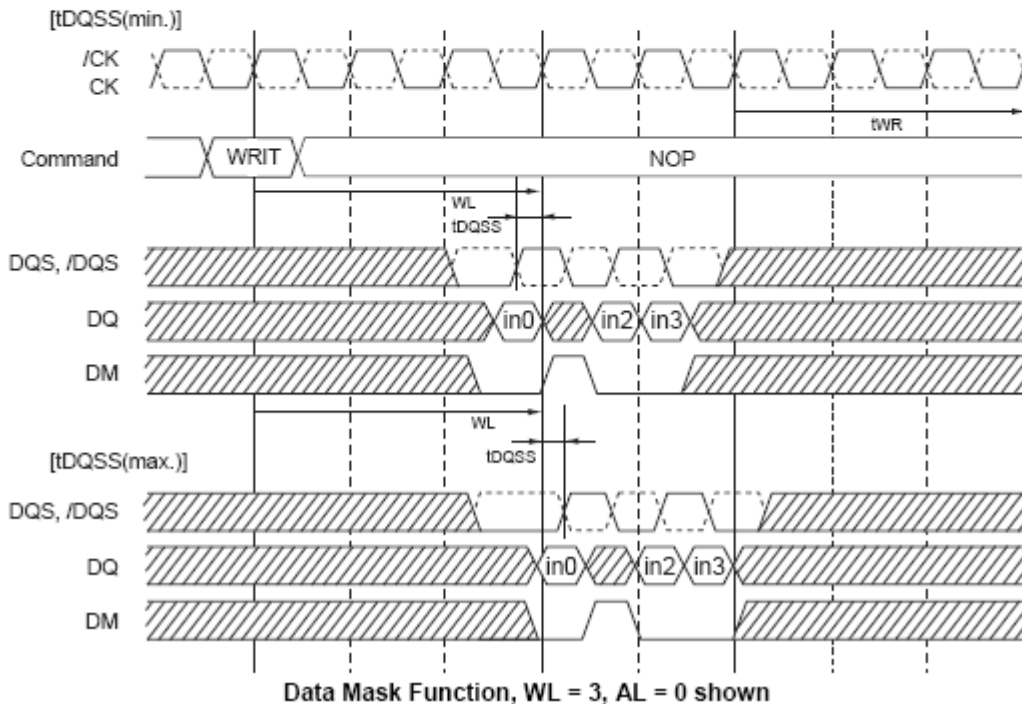 [tDQSS(min.)]
/CK
CK
tWR
Command WRIT NOP
WL
tDQSS
DQS, /DQS
DQ in0 in2 in3
DM
WL
tDQSS
[tDQSS(max.)]
DQS, /DQS
DQ in0 in2 in3
DM
Data Mask Function, WL = 3, AL = 0 shown